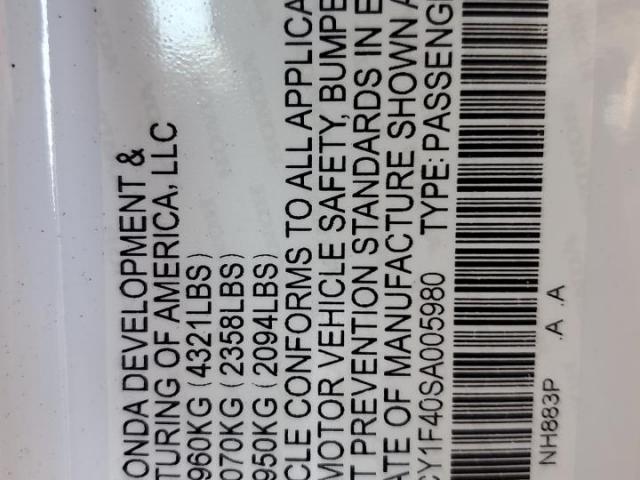 ONDA DEVELOPMENT &
TURING OF AMERICA, LLC
960KG (4321LBS)
070KG (2358LBS)
950KG (2094LBS)
CLE CONFORMS TO ALL APPLICA
MOTOR VEHICLE SAFETY, BUMPE
T PREVENTION STANDARDS IN E
ATE OF MANUFACTURE SHOWN A
CY1F40SA005980 TYPE: PASSENG
NH883P .A .A